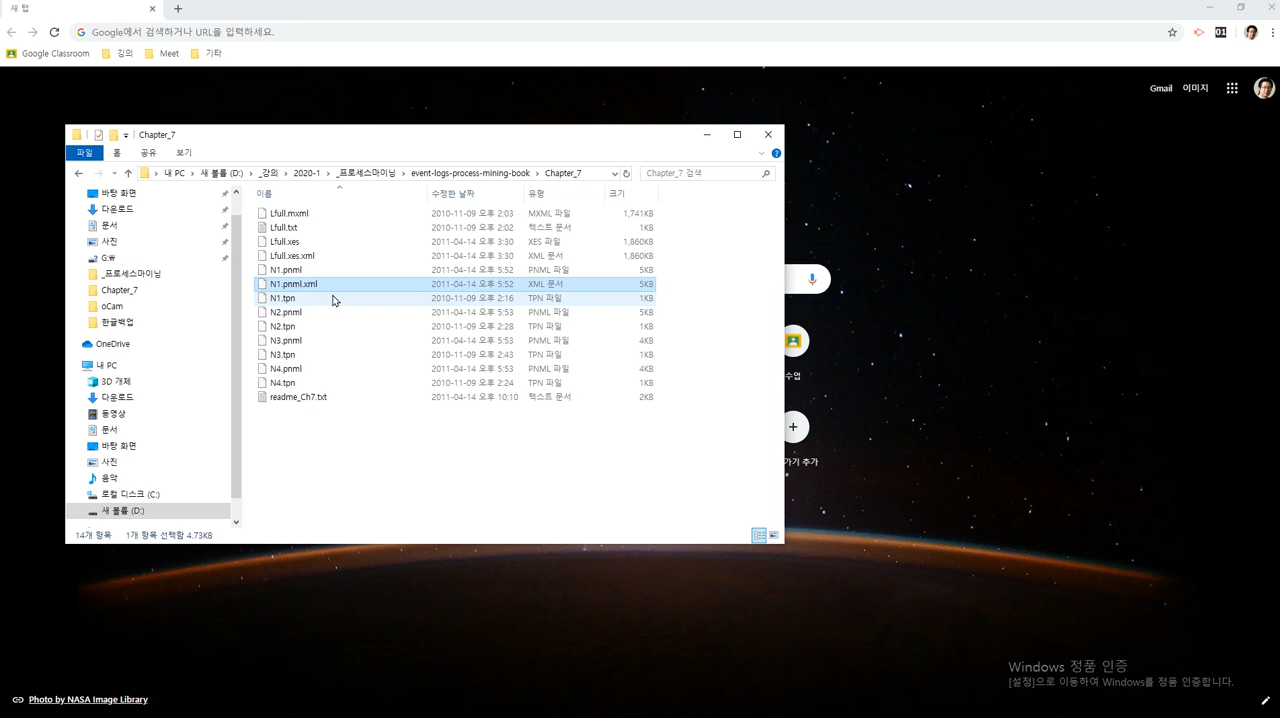 새 탭
Google에서 검색하거나 URL을 입력하세요.
01
Google Classroom 강의 Meet 기타
Gmail 이미지
Chapter_7
파일 홈 공유 보기
내 PC > 새 볼륨 (D:) > _강의 > 2020-1 > _프로세스마이닝 > event-logs-process-mining-book > Chapter_7
Chapter_7 검색
이름 수정한 날짜 유형 크기
바탕 화면
다운로드
문서
사진
G:₩
_프로세스마이닝
Chapter_7
oCam
한글백업
OneDrive
내 PC
3D 개체
다운로드
동영상
문서
바탕 화면
사진
음악
로컬 디스크 (C:)
새 볼륨 (D:)
Lfull.mxml 2010-11-09 오후 2:03 MXML 파일 1,741KB
Lfull.txt 2010-11-09 오후 2:02 텍스트 문서 1KB
Lfull.xes 2011-04-14 오후 3:30 XES 파일 1,860KB
Lfull.xes.xml 2011-04-14 오후 3:30 XML 문서 1,860KB
N1.pnml 2011-04-14 오후 5:52 PNML 파일 5KB
N1.pnml.xml 2011-04-14 오후 5:52 XML 문서 5KB
N1.tpn 2010-11-09 오후 2:16 TPN 파일 1KB
N2.pnml 2011-04-14 오후 5:53 PNML 파일 5KB
N2.tpn 2010-11-09 오후 2:28 TPN 파일 1KB
N3.pnml 2011-04-14 오후 5:53 PNML 파일 4KB
N3.tpn 2010-11-09 오후 2:43 TPN 파일 1KB
N4.pnml 2011-04-14 오후 5:53 PNML 파일 4KB
N4.tpn 2010-11-09 오후 2:24 TPN 파일 1KB
readme_Ch7.txt 2011-04-14 오후 10:10 텍스트 문서 2KB
14개 항목 1개 항목 선택함 4.73KB
수업
가기 추가
Windows 정품 인증
[설정]으로 이동하여 Windows를 정품 인증합니다.
Photo by NASA Image Library